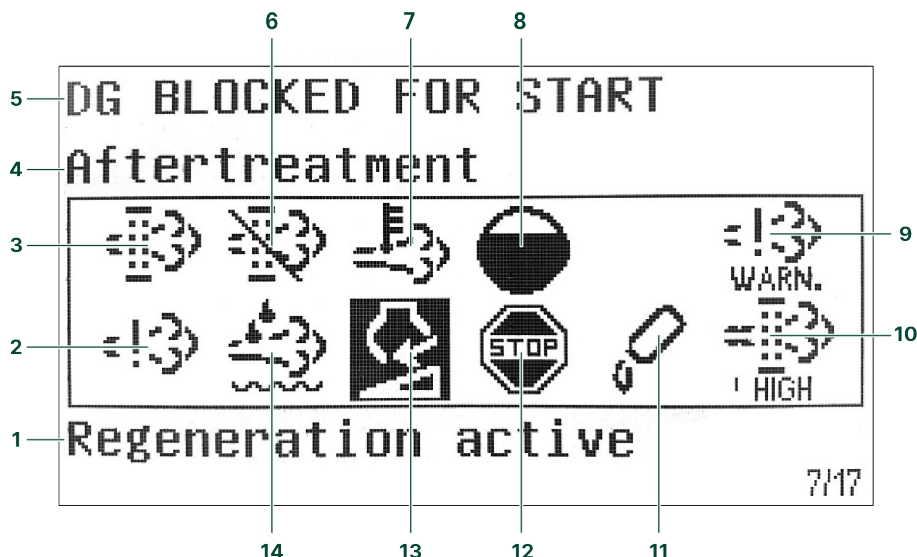 6 7 8
5 DG BLOCKED FOR START
4 Aftertreatment
3 9
WARN.
2 STOP 10
! HIGH
1 Regeneration active
7/17
14 13 12 11